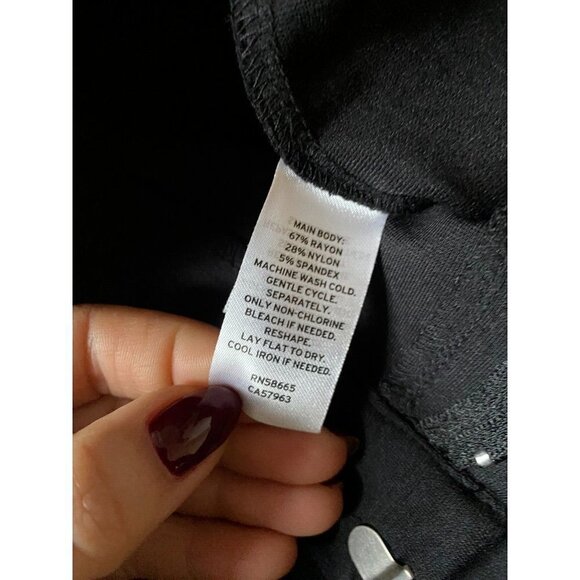 MAIN BODY:
67% RAYON
28% NYLON
5% SPANDEX
MACHINE WASH COLD.
GENTLE CYCLE.
SEPARATELY.
ONLY NON-CHLORINE
BLEACH IF NEEDED.
RESHAPE.
LAY FLAT TO DRY.
COOL IRON IF NEEDED.
RN58665
CA57963